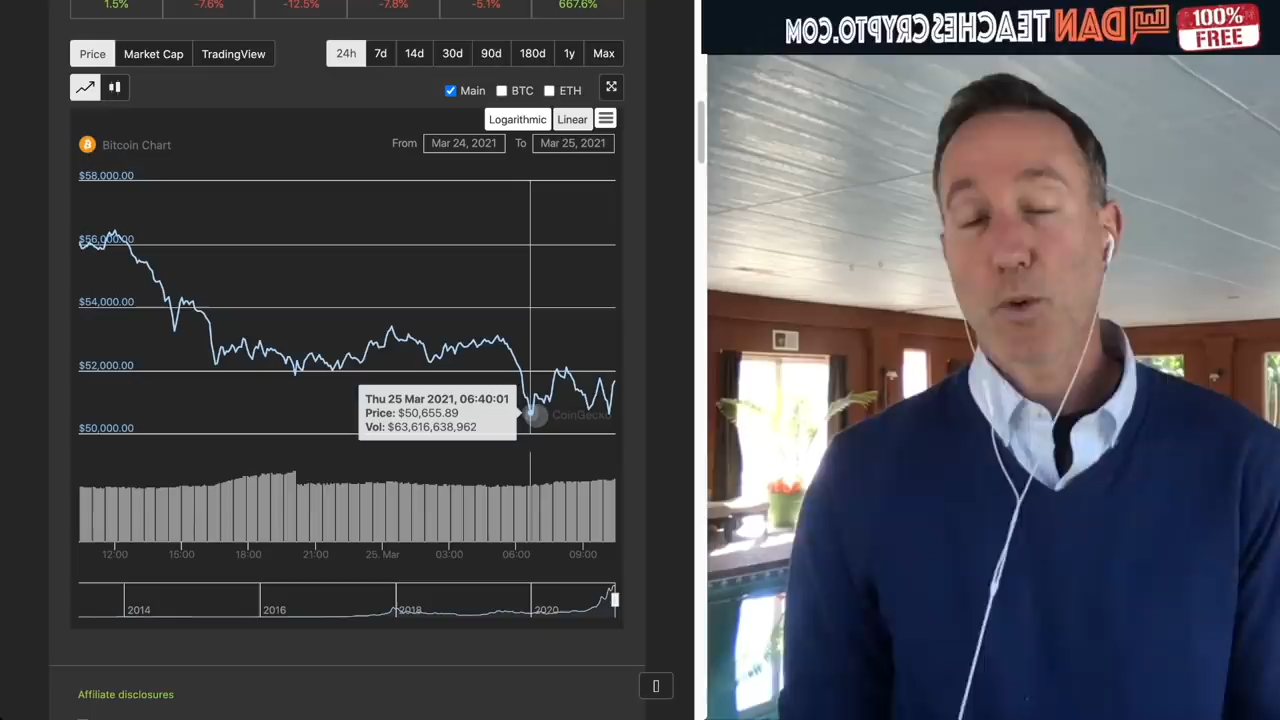 1.5% -7.6% -12.5% -7.8% -5.1% 667.6%
Price Market Cap TradingView 24h 7d 14d 30d 90d 180d 1y Max
Main BTC ETH
Logarithmic Linear
Bitcoin Chart From Mar 24, 2021 To Mar 25, 2021
$58,000.00
$56,000.00
$54,000.00
$52,000.00
Thu 25 Mar 2021, 06:40:01
Price: $50,655.89
Vol: $63,616,638,962
CoinGecko
$50,000.00
12:00 15:00 18:00 21:00 25. Mar 03:00 06:00 09:00
2014 2016 2018 2020
Affiliate disclosures
DAN TEACHESCRYPTO.COM
100%
FREE